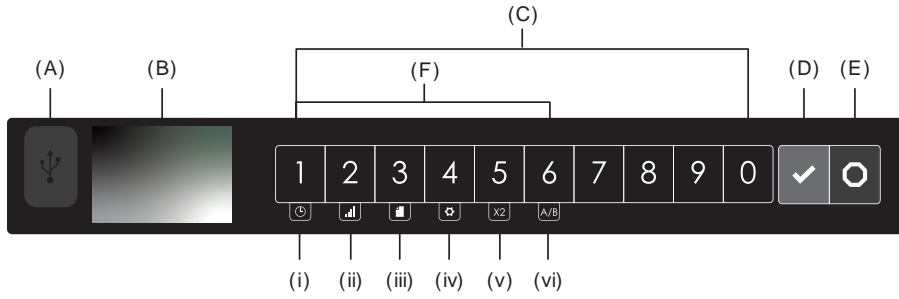 (C)
(A) (B) (F) (D) (E)
1 2 3 4 5 6 7 8 9 0
X2 A/B
(i) (ii) (iii) (iv) (v) (vi)